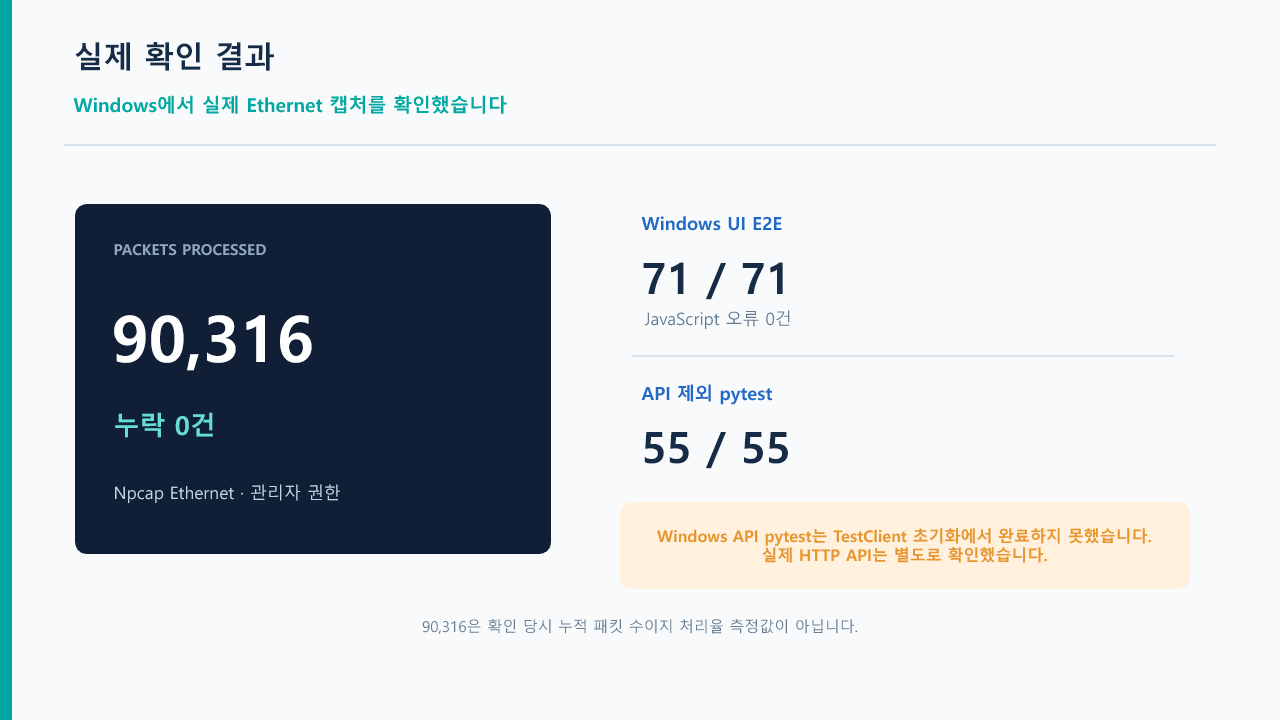 실제 확인 결과
Windows에서 실제 Ethernet 캡처를 확인했습니다
PACKETS PROCESSED
90,316
누락 0건
Npcap Ethernet · 관리자 권한
Windows UI E2E
71 / 71
JavaScript 오류 0건
API 제외 pytest
55 / 55
Windows API pytest는 TestClient 초기화에서 완료하지 못했습니다.
실제 HTTP API는 별도로 확인했습니다.
90,316은 확인 당시 누적 패킷 수이지 처리율 측정값이 아닙니다.